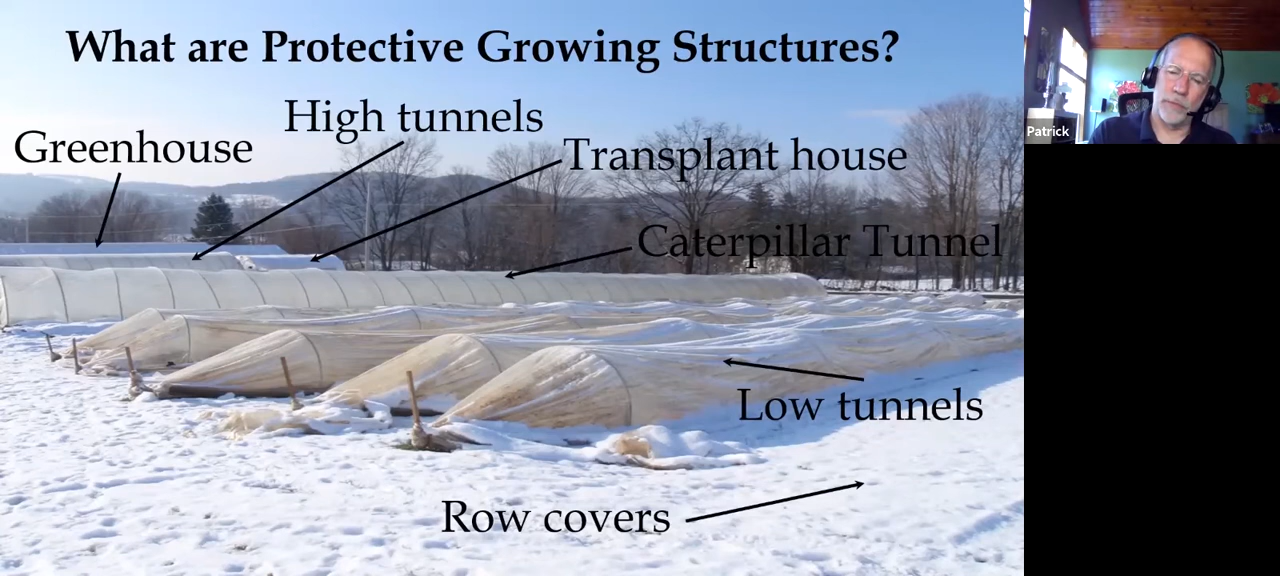 What are Protective Growing Structures?
High tunnels
Greenhouse
Transplant house
Caterpillar Tunnel
Low tunnels
Row covers
Patrick